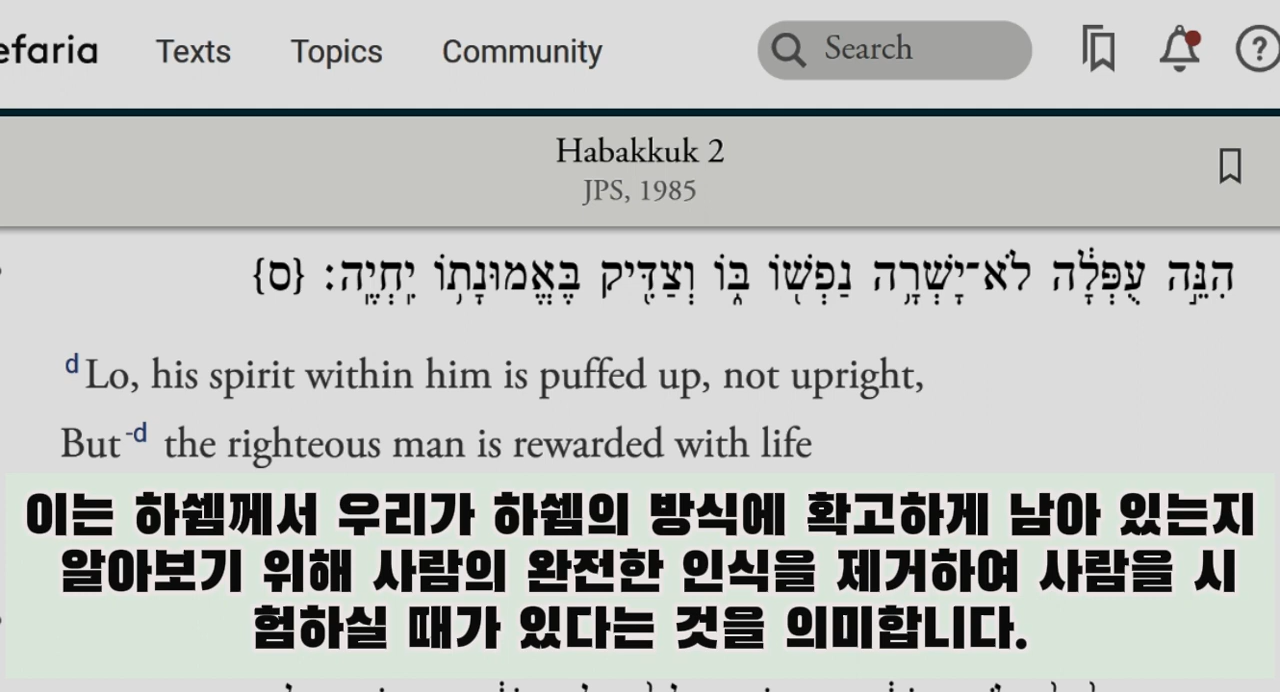 efaria Texts Topics Community Search
Habakkuk 2
JPS, 1985
הִנֵּ֣ה עֻפְּלָ֔ה לֹא־יָשְׁרָ֥ה נַפְשׁ֖וֹ בּ֑וֹ וְצַדִּ֖יק בֶּאֱמוּנָת֥וֹ יִֽחְיֶֽה׃ {ס}
d Lo, his spirit within him is puffed up, not upright,
But -d the righteous man is rewarded with life
이는 하쉠께서 우리가 하쉠의 방식에 확고하게 남아 있는지
알아보기 위해 사람의 완전한 인식을 제거하여 사람을 시
험하실 때가 있다는 것을 의미합니다.